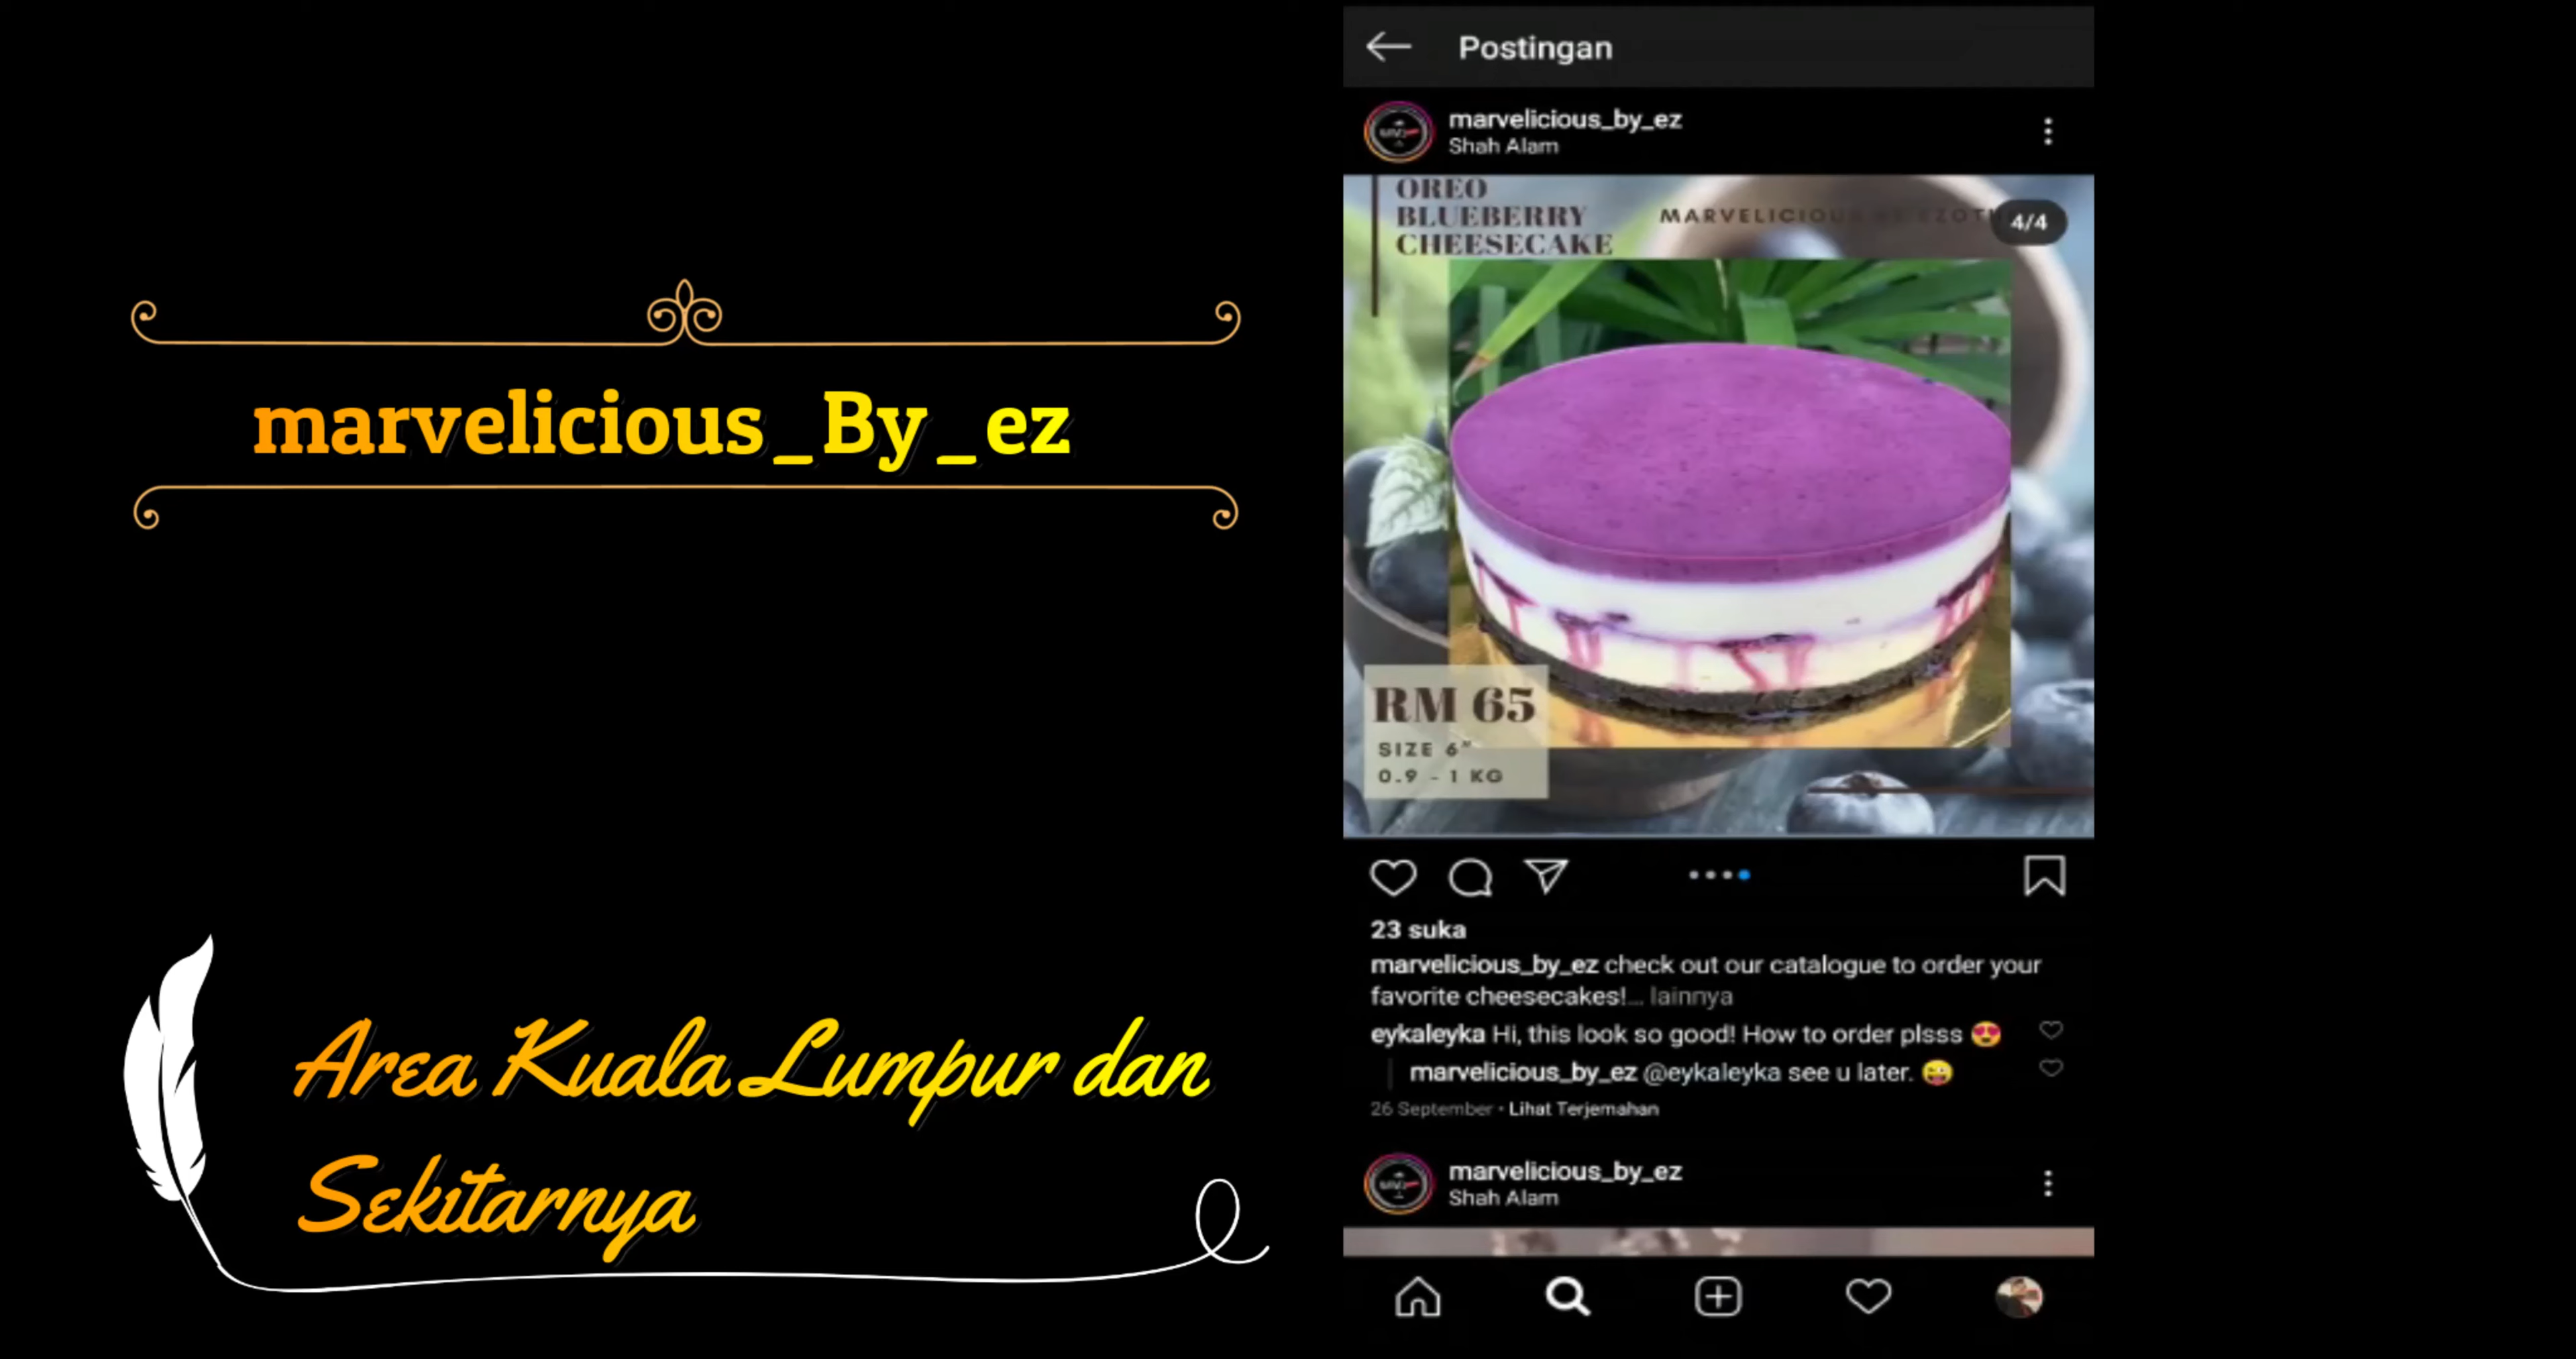 marvelicious_By_ez
Area Kuala Lumpur dan
Sekitarnya
Postingan
marvelicious_by_ez
Shah Alam
OREO
BLUEBERRY
CHEESECAKE
MARVELICIOUS
4/4
RM 65
SIZE 6"
0.9 - 1 KG
23 suka
marvelicious_by_ez check out our catalogue to order your
favorite cheesecakes!... lainnya
eykaleyka Hi, this look so good! How to order plsss 😍
marvelicious_by_ez @eykaleyka see u later. 😜
26 September • Lihat Terjemahan
marvelicious_by_ez
Shah Alam